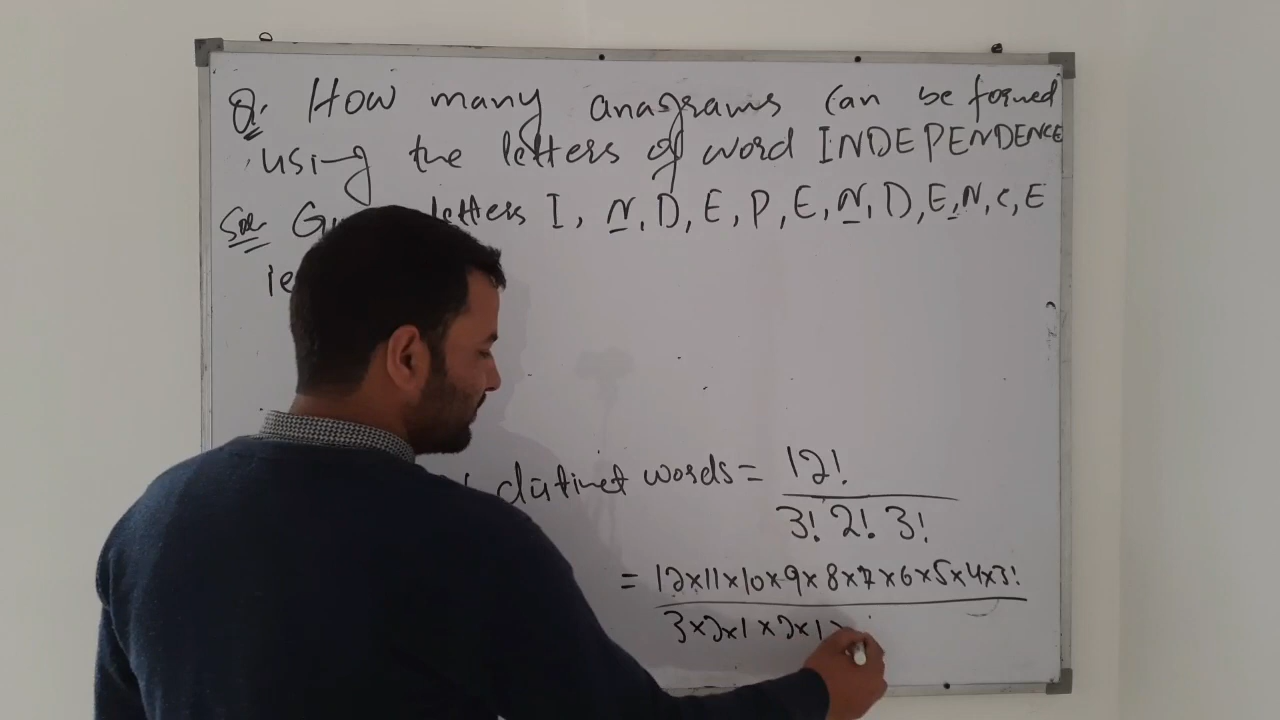 Q. How many anagrams can be formed
using the letters of word INDEPENDENCE
Sol. letters I, N, D, E, P, E, N, D, E, N, C, E
ie
distinct words = 12!
3! 2! 3!
= 12×11×10×9×8×7×6×5×4×3!
3×2×1×2×1×